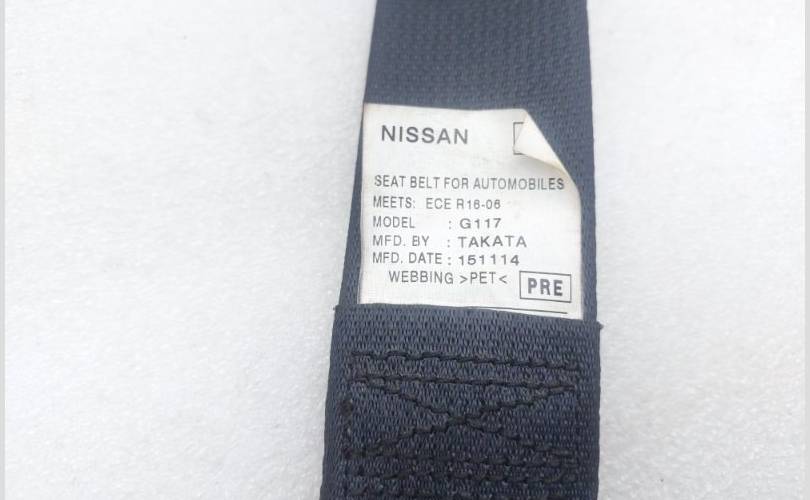 NISSAN
SEAT BELT FOR AUTOMOBILES
MEETS: ECE R16-06
MODEL : G117
MFD. BY : TAKATA
MFD. DATE : 151114
WEBBING >PET< PRE